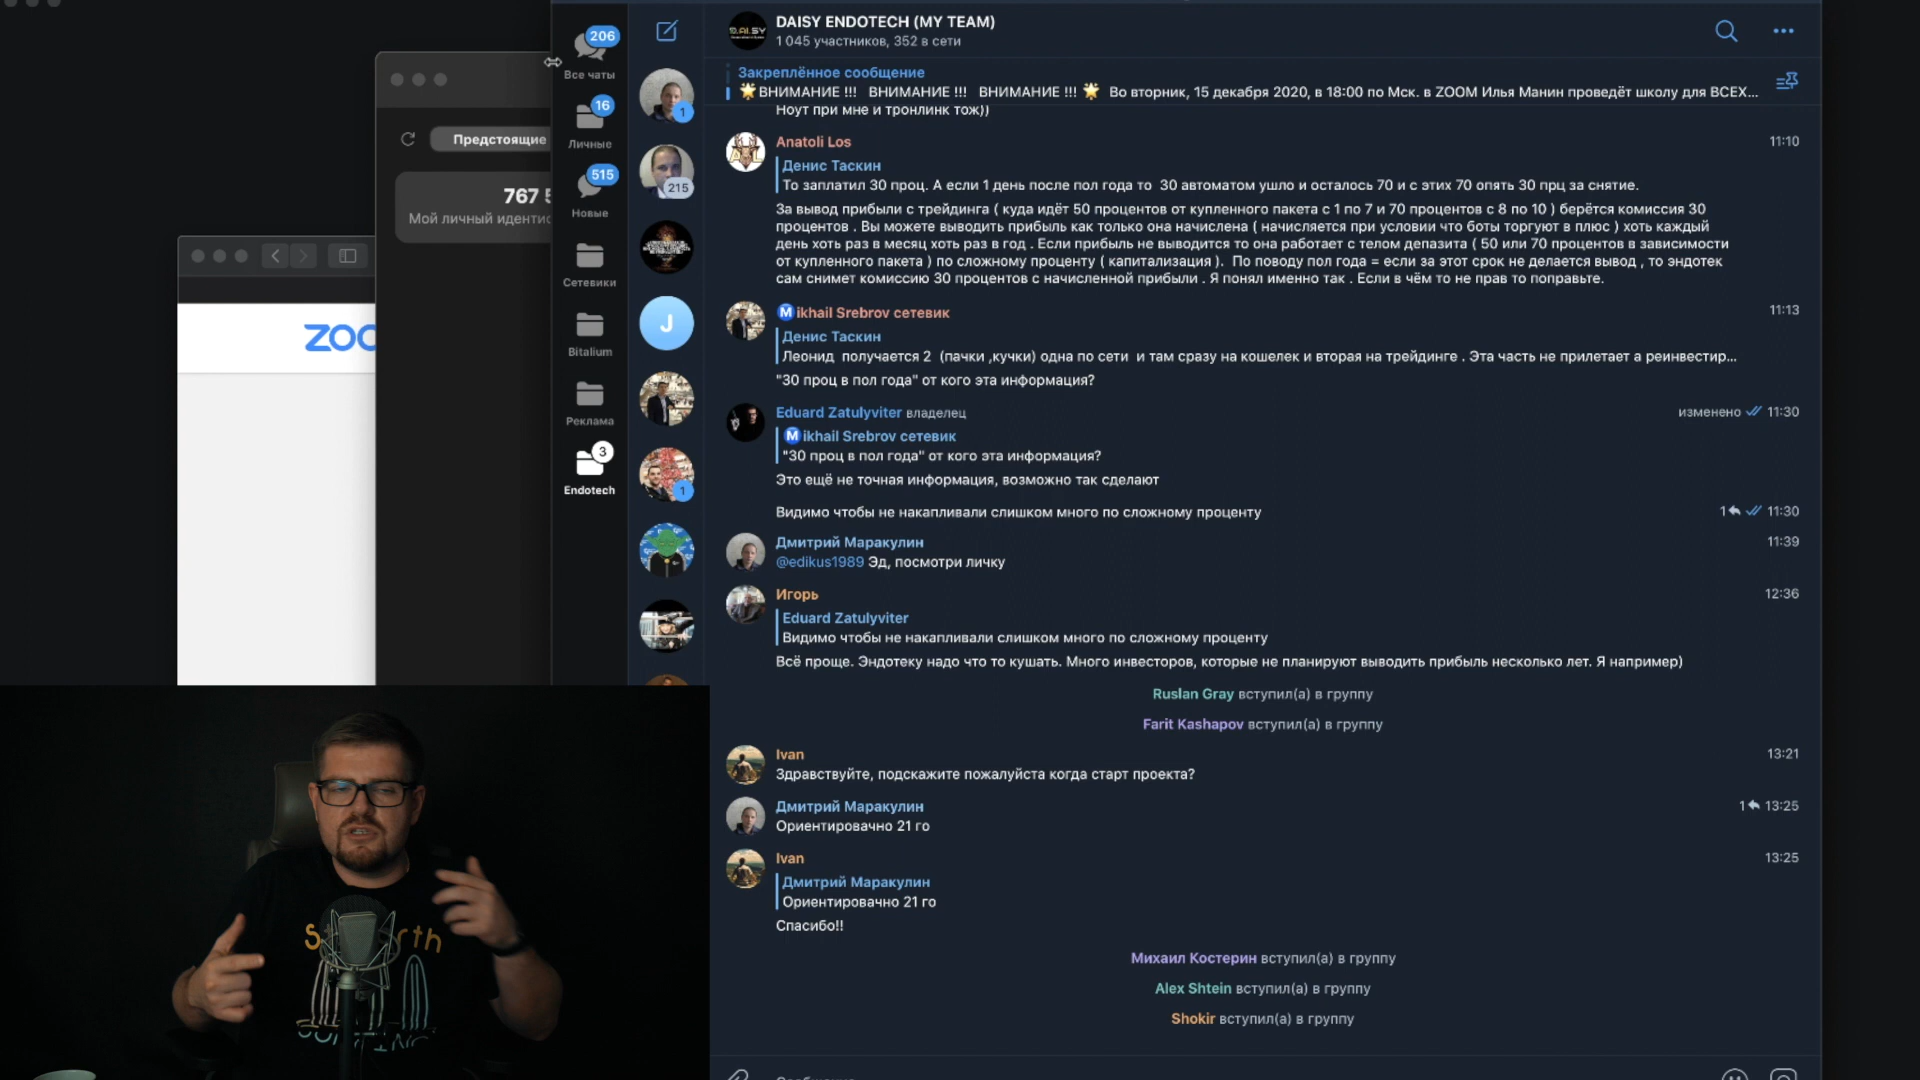 206
Все чаты
16
Личные
515
Новые
Сетевики
Bitalium
Реклама
3
Endotech
Предстоящие
767 5
Мой личный иденти
ZOO
1
215
J
1
D.AI.SY
DAISY ENDOTECH (MY TEAM)
1 045 участников, 352 в сети
Закреплённое сообщение
🌟ВНИМАНИЕ !!! ВНИМАНИЕ !!! ВНИМАНИЕ !!! 🌟 Во вторник, 15 декабря 2020, в 18:00 по Мск. в ZOOM Илья Манин проведёт школу для ВСЕХ...
Ноут при мне и тронлинк тож))
Anatoli Los 11:10
Денис Таскин
То заплатил 30 проц. А если 1 день после пол года то 30 автоматом ушло и осталось 70 и с этих 70 опять 30 прц за снятие.
За вывод прибыли с трейдинга ( куда идёт 50 процентов от купленного пакета с 1 по 7 и 70 процентов с 8 по 10 ) берётся комиссия 30
процентов . Вы можете выводить прибыль как только она начислена ( начисляется при условии что боты торгуют в плюс ) хоть каждый
день хоть раз в месяц хоть раз в год . Если прибыль не выводится то она работает с телом депазита ( 50 или 70 процентов в зависимости
от купленного пакета ) по сложному проценту ( капитализация ). По поводу пол года = если за этот срок не делается вывод , то эндотек
сам снимет комиссию 30 процентов с начисленной прибыли . Я понял именно так . Если в чём то не прав то поправьте.
Ⓜikhail Srebrov сетевик 11:13
Денис Таскин
Леонид получается 2 (пачки ,кучки) одна по сети и там сразу на кошелек и вторая на трейдинге . Эта часть не прилетает а реинвестир...
"30 проц в пол года" от кого эта информация?
Eduard Zatulyviter владелец изменено 11:30
Ⓜikhail Srebrov сетевик
"30 проц в пол года" от кого эта информация?
Это ещё не точная информация, возможно так сделают
Видимо чтобы не накапливали слишком много по сложному проценту 1 11:30
Дмитрий Маракулин 11:39
@edikus1989 Эд, посмотри личку
Игорь 12:36
Eduard Zatulyviter
Видимо чтобы не накапливали слишком много по сложному проценту
Всё проще. Эндотеку надо что то кушать. Много инвесторов, которые не планируют выводить прибыль несколько лет. Я например)
Ruslan Gray вступил(а) в группу
Farit Kashapov вступил(а) в группу
Ivan 13:21
Здравствуйте, подскажите пожалуйста когда старт проекта?
Дмитрий Маракулин 1 13:25
Ориентировачно 21 го
Ivan 13:25
Дмитрий Маракулин
Ориентировачно 21 го
Спасибо!!
Михаил Костерин вступил(а) в группу
Alex Shtein вступил(а) в группу
Shokir вступил(а) в группу